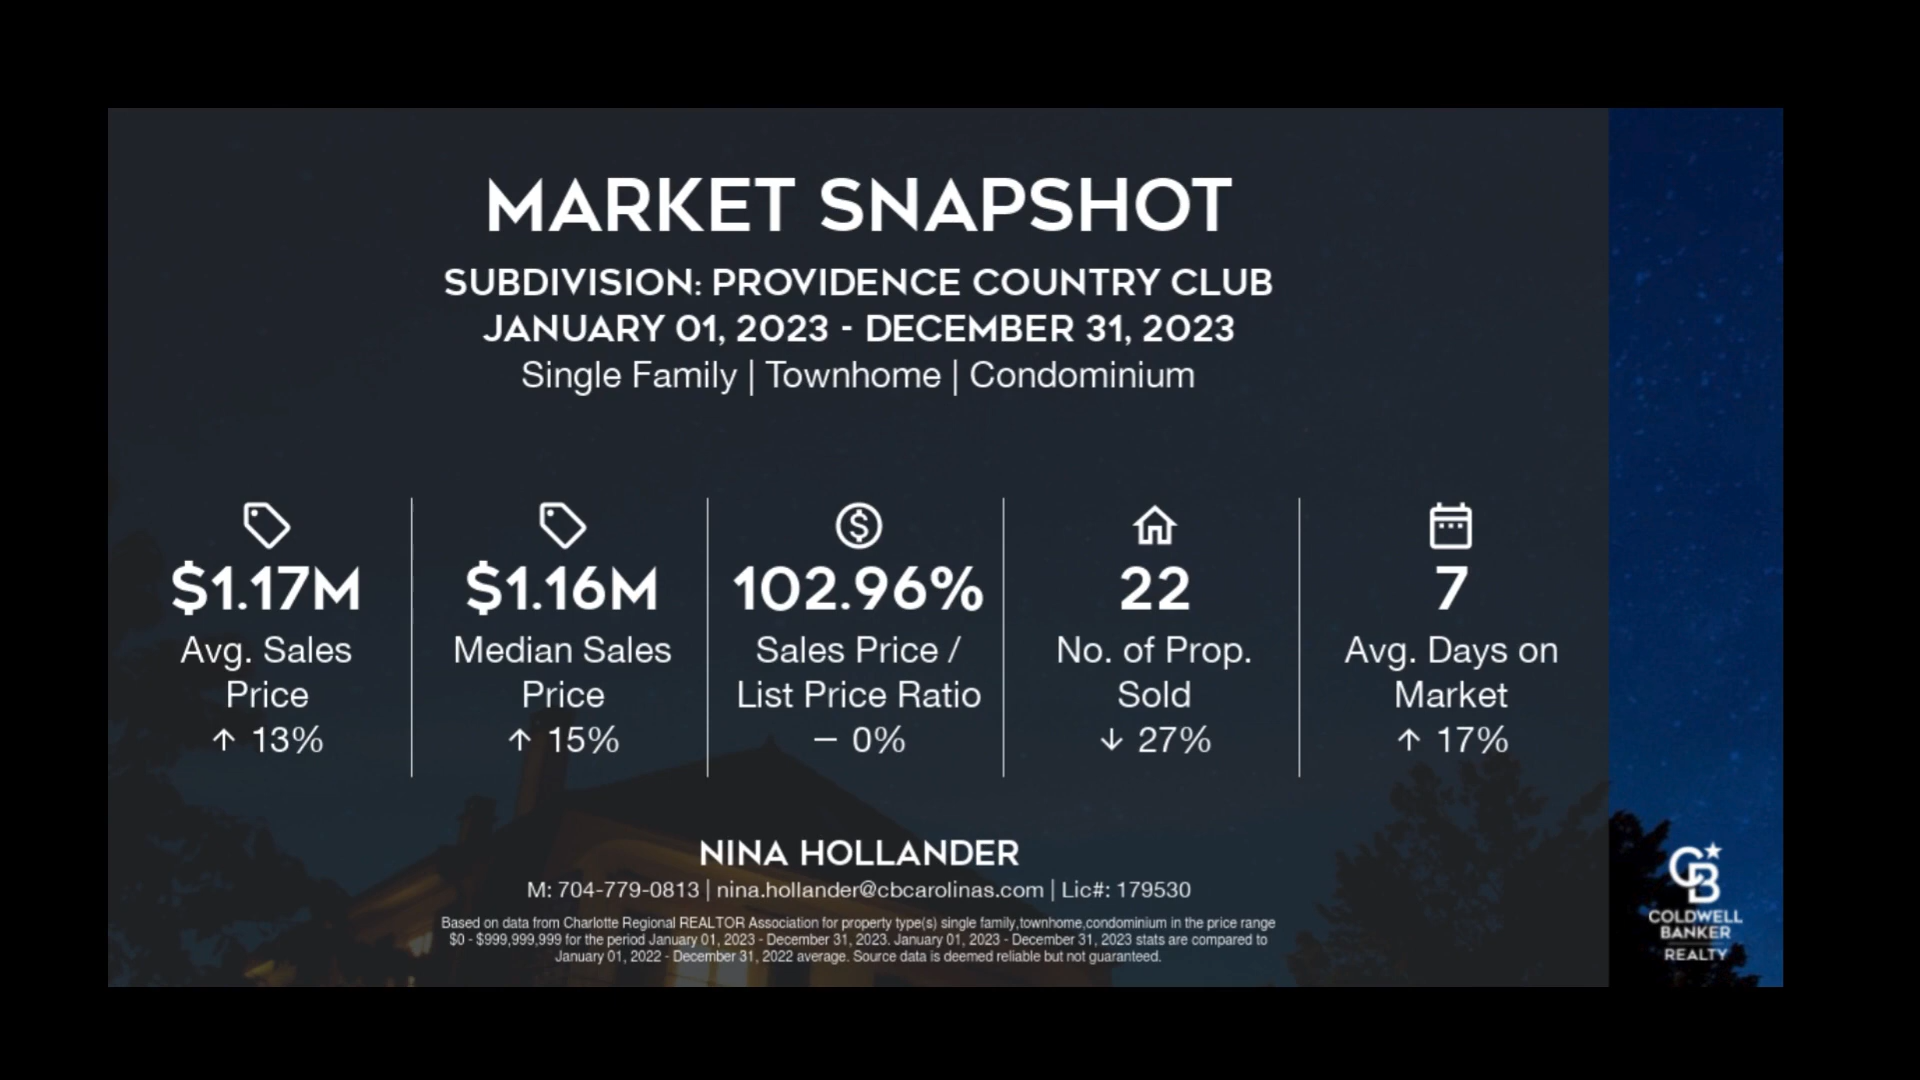 MARKET SNAPSHOT
SUBDIVISION: PROVIDENCE COUNTRY CLUB
JANUARY 01, 2023 - DECEMBER 31, 2023
Single Family | Townhome | Condominium
$1.17M
Avg. Sales
Price
↑ 13%
$1.16M
Median Sales
Price
↑ 15%
102.96%
Sales Price /
List Price Ratio
— 0%
22
No. of Prop.
Sold
↓ 27%
7
Avg. Days on
Market
↑ 17%
NINA HOLLANDER
M: 704-779-0813 | nina.hollander@cbcarolinas.com | Lic#: 179530
Based on data from Charlotte Regional REALTOR Association for property type(s) single family,townhome,condominium in the price range
$0 - $999,999,999 for the period January 01, 2023 - December 31, 2023. January 01, 2023 - December 31, 2023 stats are compared to
January 01, 2022 - December 31, 2022 average. Source data is deemed reliable but not guaranteed.
CB
COLDWELL
BANKER
REALTY